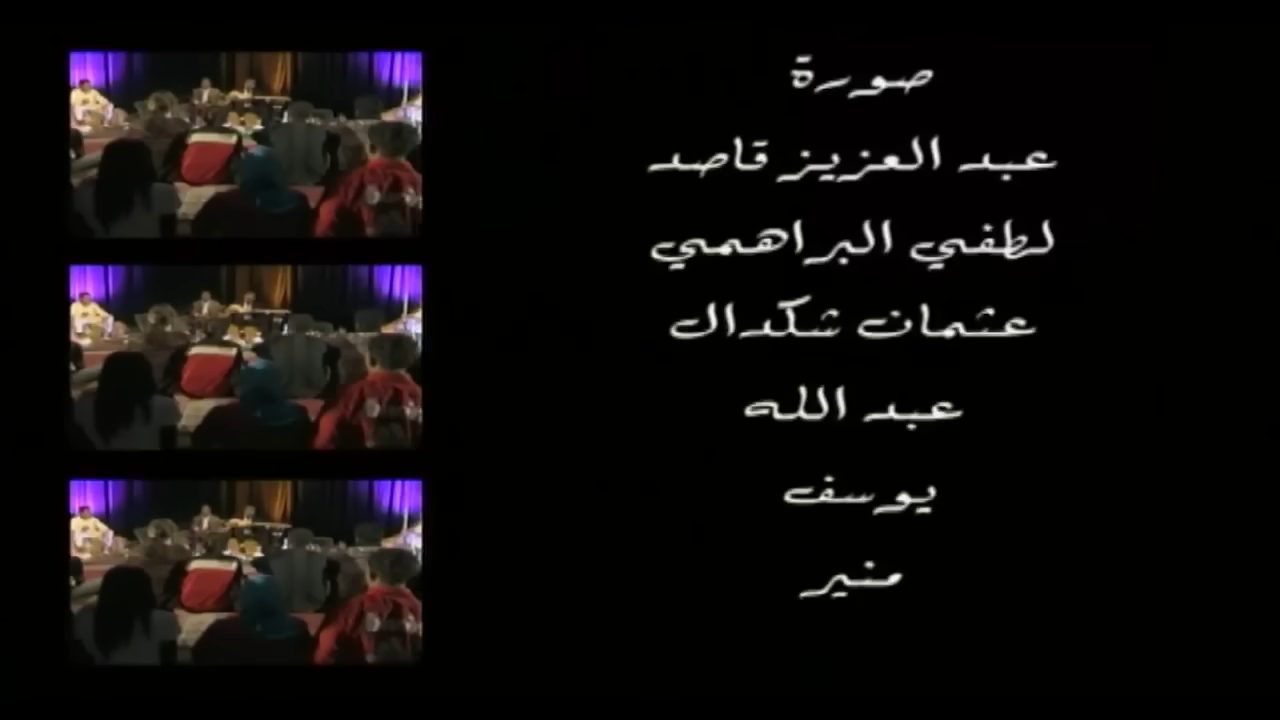 صورة
عبد العزيز قاصد
لطفي البراهمي
عثمان شكدال
عبد الله
يوسف
منير